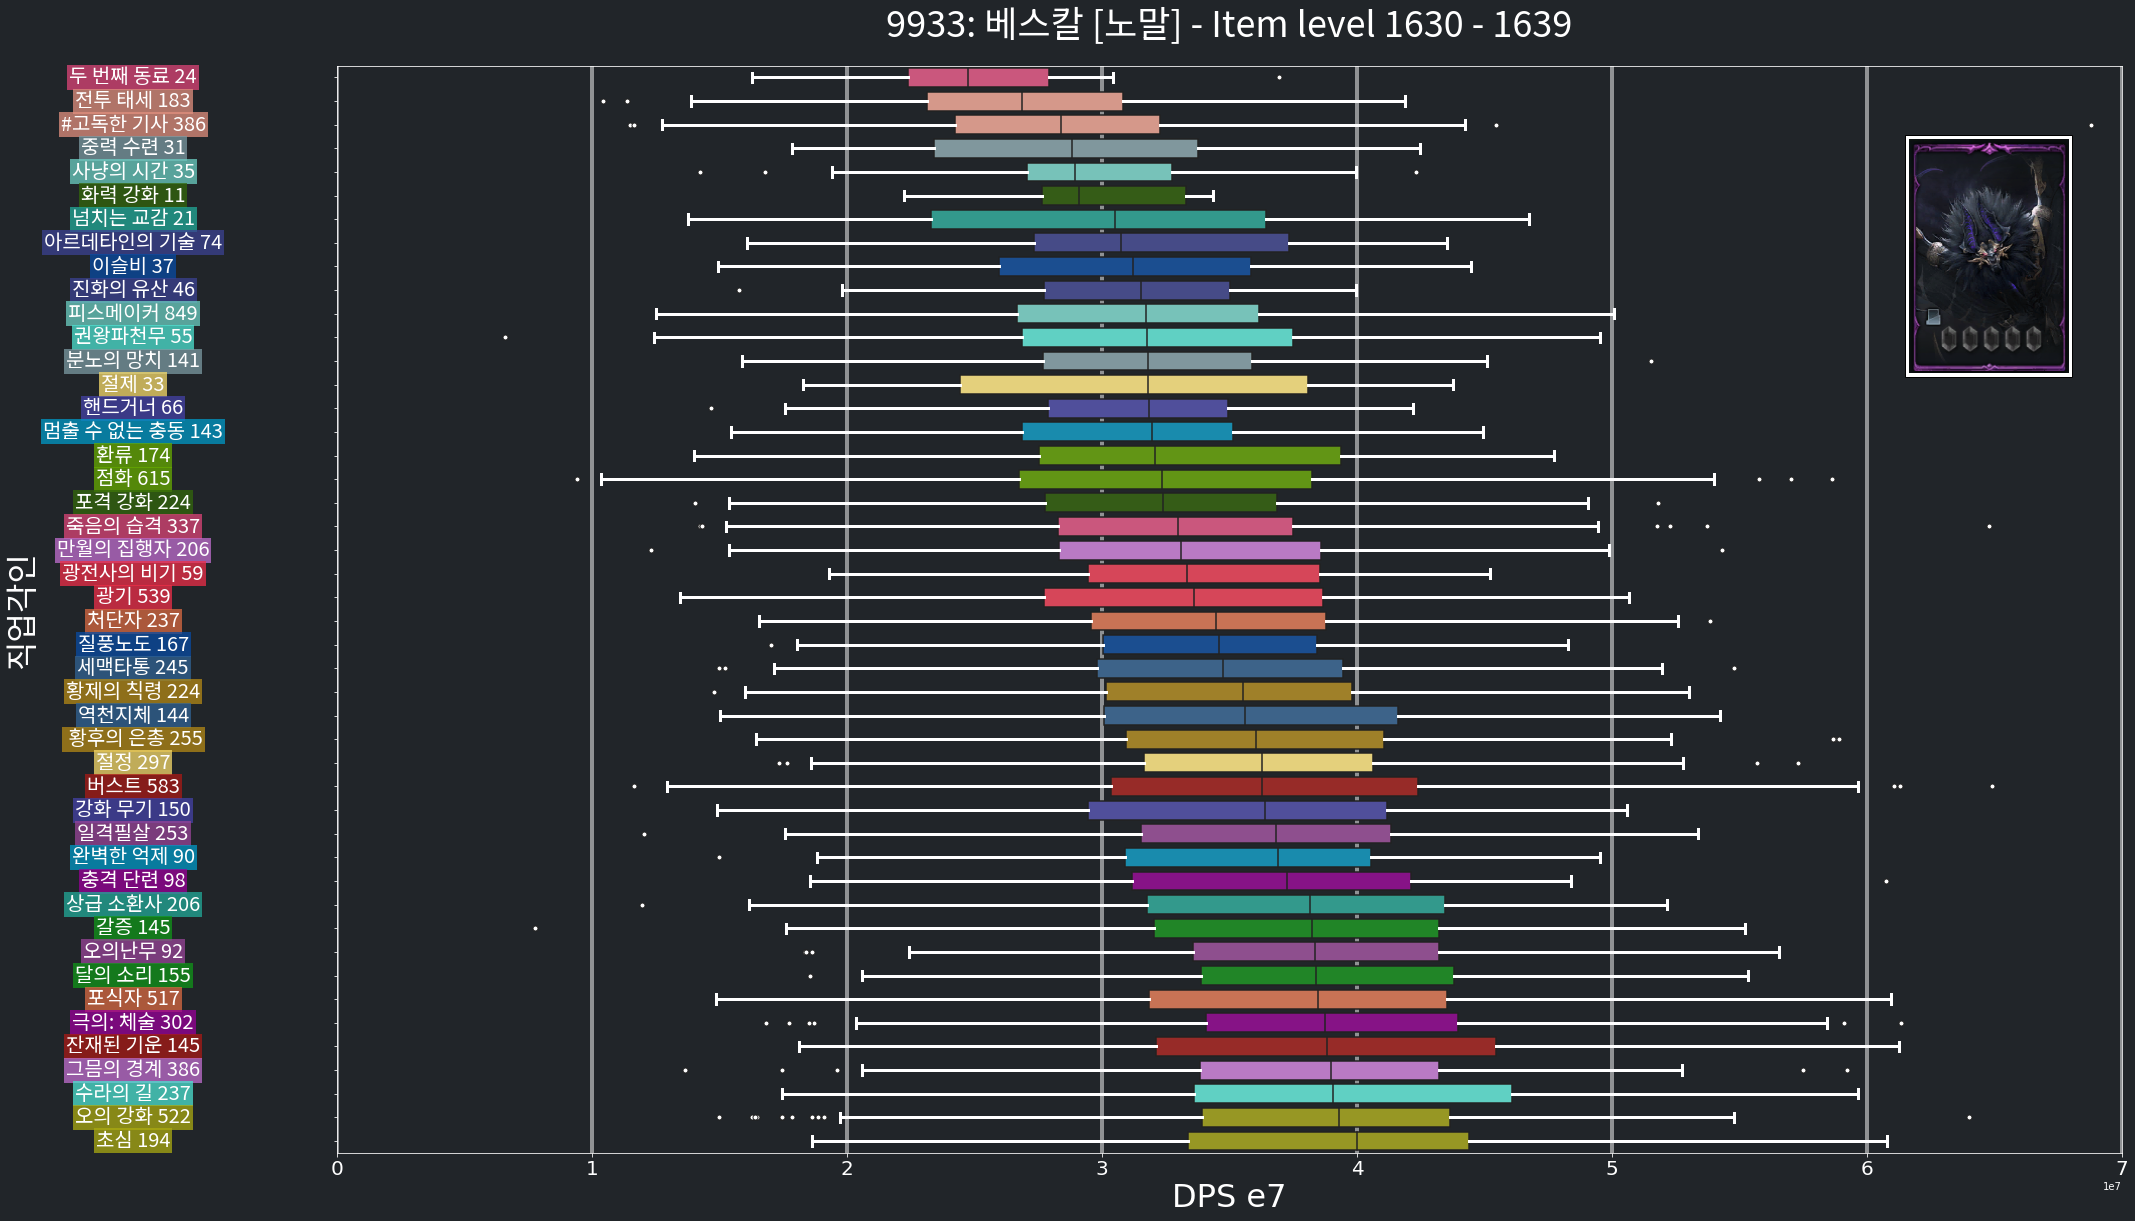 9933: 베스칼 [노말] - Item level 1630 - 1639
두 번째 동료 24
전투 태세 183
#고독한 기사 386
중력 수련 31
사냥의 시간 35
화력 강화 11
넘치는 교감 21
아르데타인의 기술 74
이슬비 37
진화의 유산 46
피스메이커 849
권왕파천무 55
분노의 망치 141
절제 33
핸드거너 66
멈출 수 없는 충동 143
환류 174
점화 615
포격 강화 224
죽음의 습격 337
만월의 집행자 206
광전사의 비기 59
광기 539
처단자 237
질풍노도 167
세맥타통 245
황제의 칙령 224
역천지체 144
황후의 은총 255
절정 297
버스트 583
강화 무기 150
일격필살 253
완벽한 억제 90
충격 단련 98
상급 소환사 206
갈증 145
오의난무 92
달의 소리 155
포식자 517
극의: 체술 302
잔재된 기운 145
그믐의 경계 386
수라의 길 237
오의 강화 522
초심 194
직업각인
0 1 2 3 4 5 6 7
1e7
DPS e7